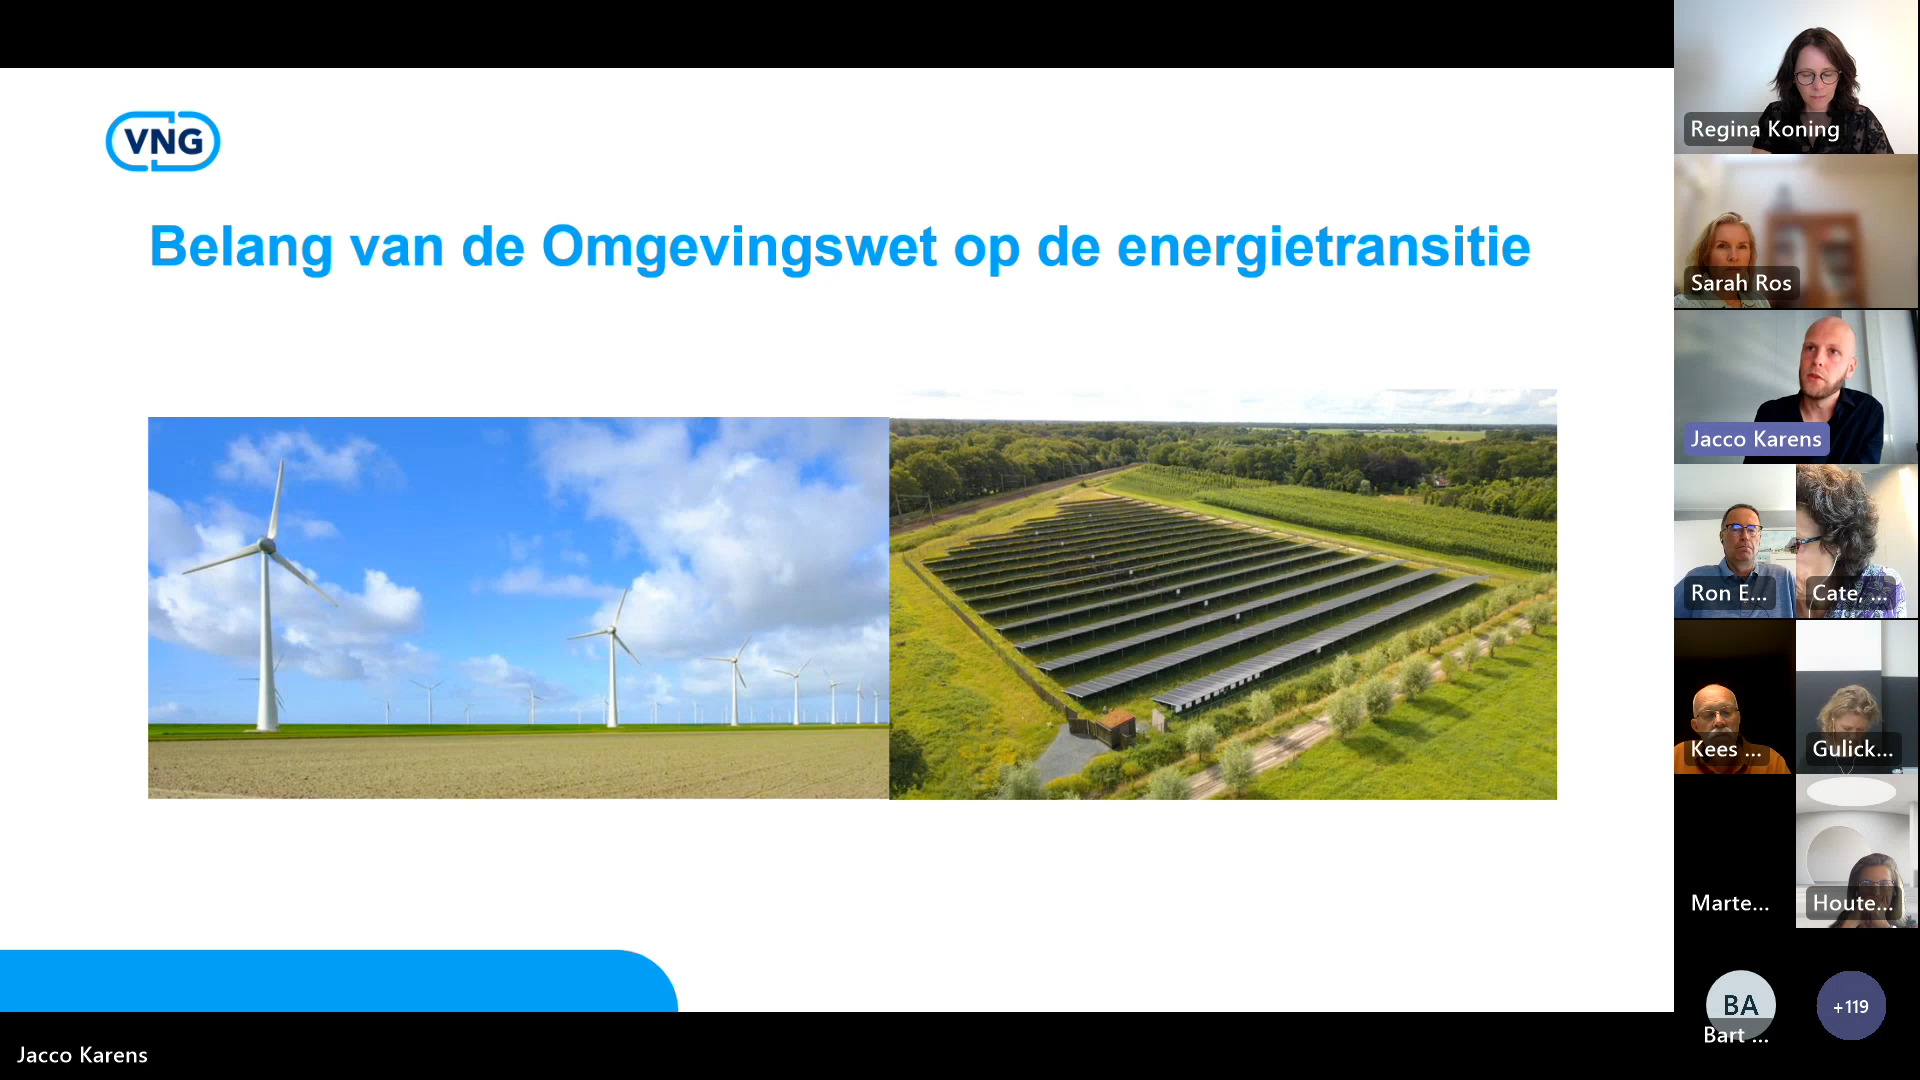 VNG
Belang van de Omgevingswet op de energietransitie
Jacco Karens
Regina Koning
Sarah Ros
Jacco Karens
Ron E...
Cate, ...
Kees ...
Gulick...
Marte...
Houte...
BA
Bart ...
+119